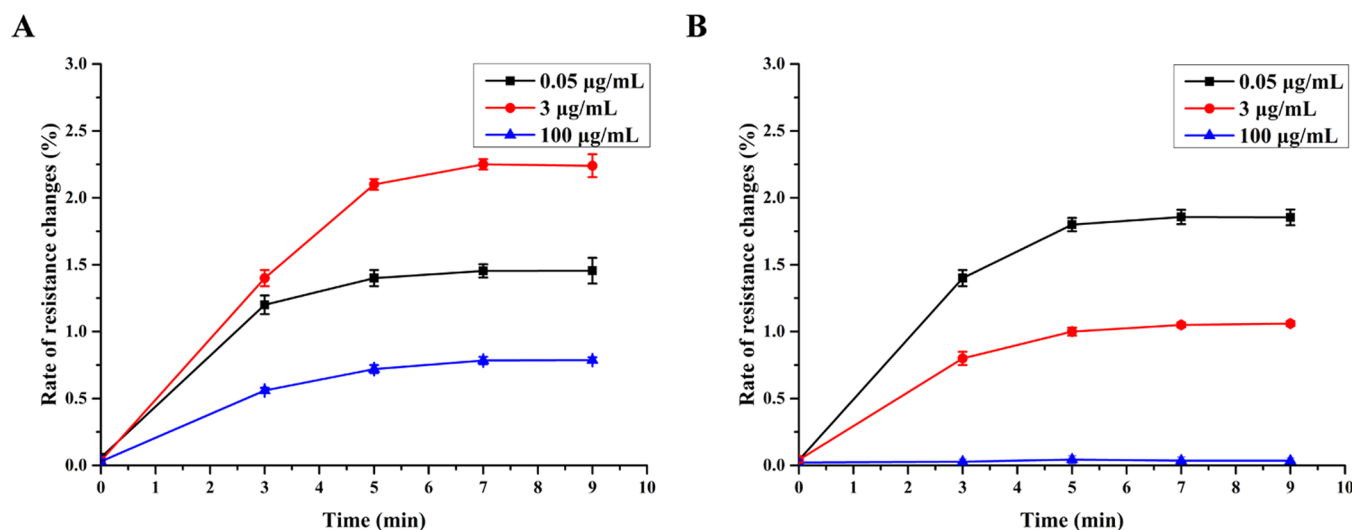 A
Rate of resistance changes (%)
3.0
2.5
2.0
1.5
1.0
0.5
0.0
0.05 µg/mL
3 µg/mL
100 µg/mL
0 1 2 3 4 5 6 7 8 9 10
Time (min)
B
Rate of resistance changes (%)
3.0
2.5
2.0
1.5
1.0
0.5
0.0
0.05 µg/mL
3 µg/mL
100 µg/mL
0 1 2 3 4 5 6 7 8 9 10
Time (min)